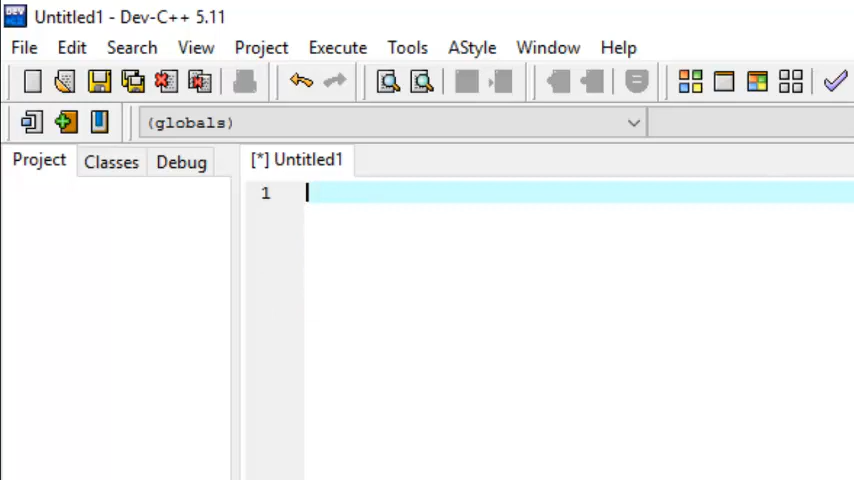 DEV
Untitled1 - Dev-C++ 5.11
File Edit Search View Project Execute Tools AStyle Window Help
(globals)
Project Classes Debug [*] Untitled1
1